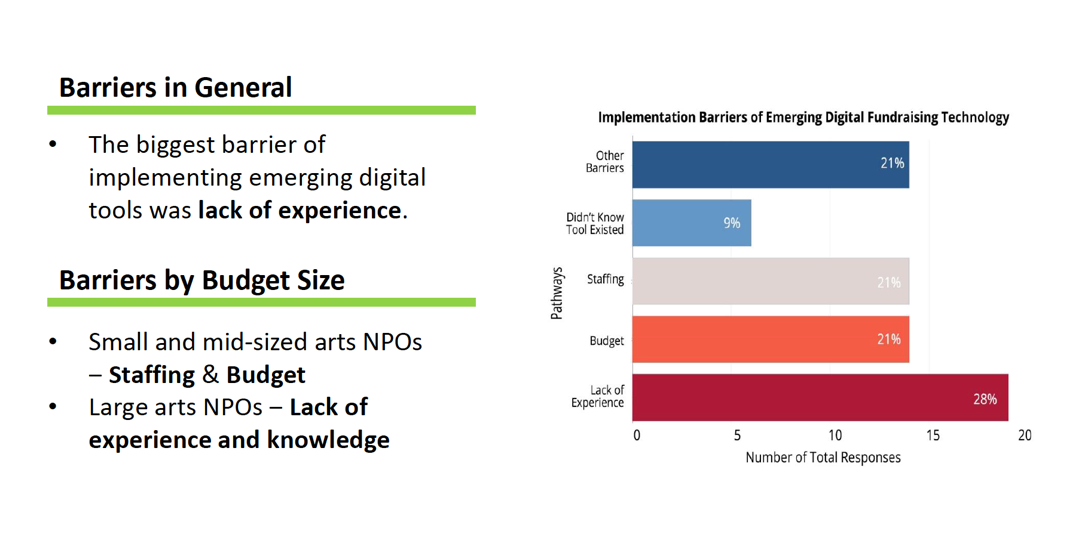 Barriers in General
• The biggest barrier of
implementing emerging digital
tools was lack of experience.
Barriers by Budget Size
• Small and mid-sized arts NPOs
– Staffing & Budget
• Large arts NPOs – Lack of
experience and knowledge
Implementation Barriers of Emerging Digital Fundraising Technology
Pathways
Other
Barriers
21%
Didn't Know
Tool Existed
9%
Staffing
21%
Budget
21%
Lack of
Experience
28%
0 5 10 15 20
Number of Total Responses